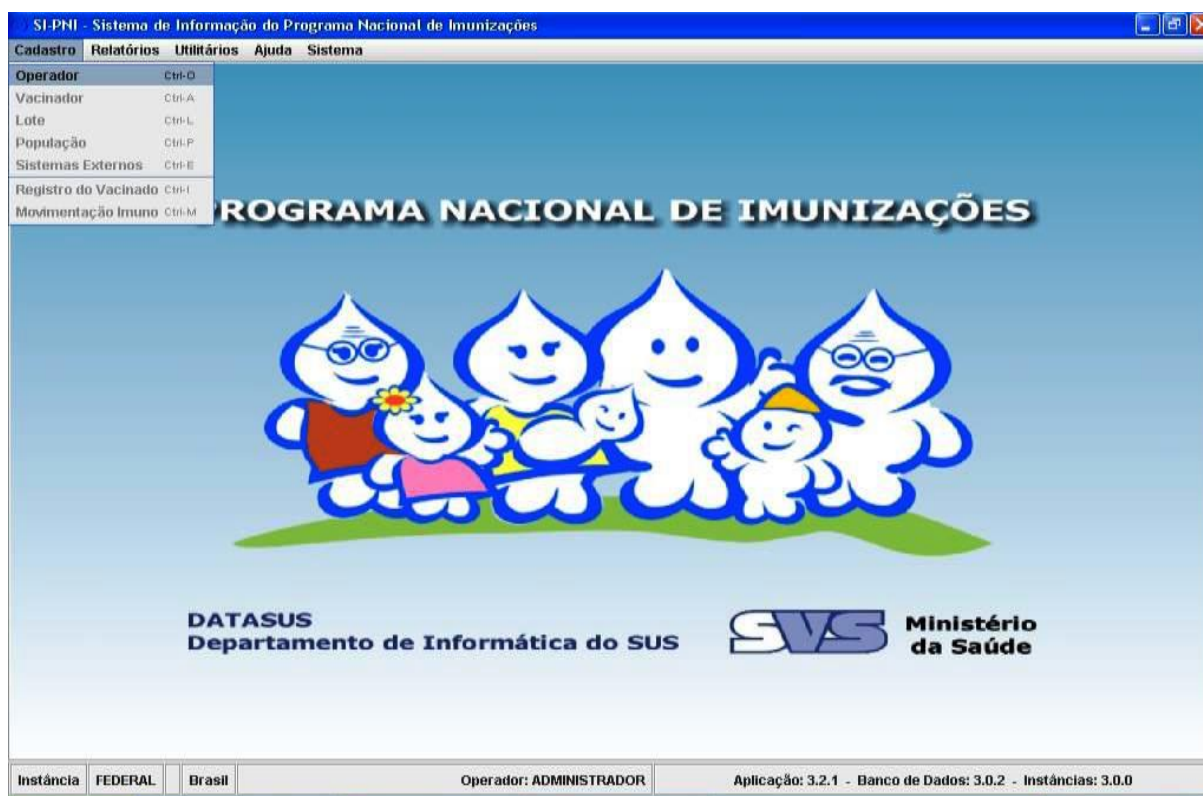 SI-PNI - Sistema de Informação do Programa Nacional de Imunizações
Cadastro Relatórios Utilitários Ajuda Sistema
Operador Ctrl-O
Vacinador Ctrl-A
Lote Ctrl-L
População Ctrl-P
Sistemas Externos Ctrl-E
Registro do Vacinado Ctrl-I
Movimentação Imuno Ctrl-M
PROGRAMA NACIONAL DE IMUNIZAÇÕES
DATASUS
Departamento de Informática do SUS
SVS
Ministério
da Saúde
Instância FEDERAL Brasil Operador: ADMINISTRADOR Aplicação: 3.2.1 - Banco de Dados: 3.0.2 - Instâncias: 3.0.0